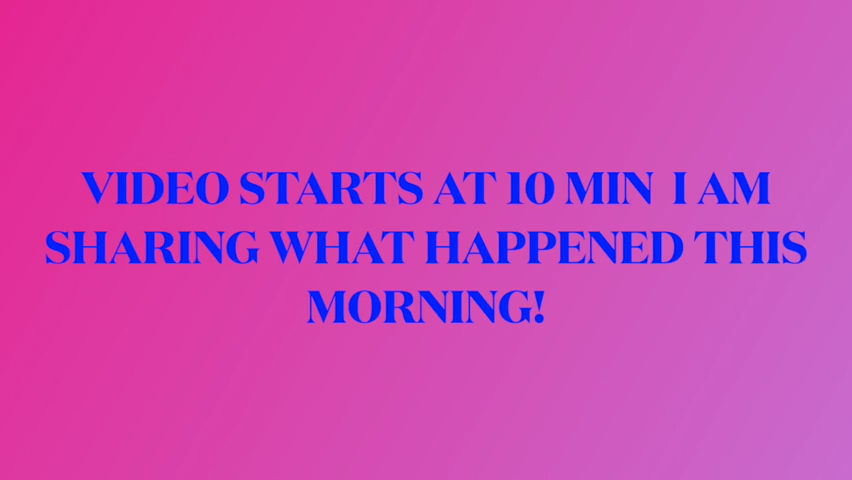 VIDEO STARTS AT 10 MIN  I AM
SHARING WHAT HAPPENED THIS
MORNING!